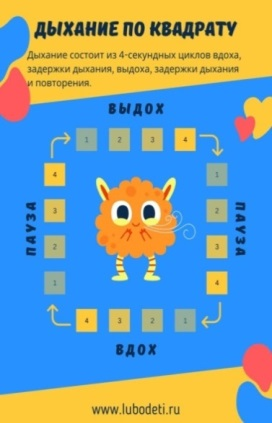 ДЫХАНИЕ ПО КВАДРАТУ
Дыхание состоит из 4-секундных циклов вдоха,
задержки дыхания, выдоха, задержки дыхания
и повторения.
ВЫДОХ
1 2 3 4
ПАУЗА
4
3
2
1
ПАУЗА
1
2
3
4
4 3 2 1
ВДОХ
www.lubodeti.ru